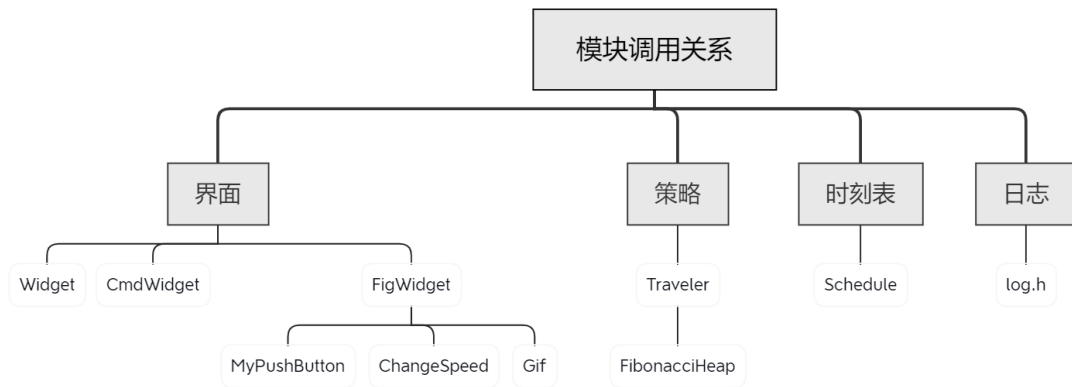 模块调用关系
界面
策略
时刻表
日志
Widget
CmdWidget
FigWidget
Traveler
Schedule
log.h
MyPushButton
ChangeSpeed
Gif
FibonacciHeap